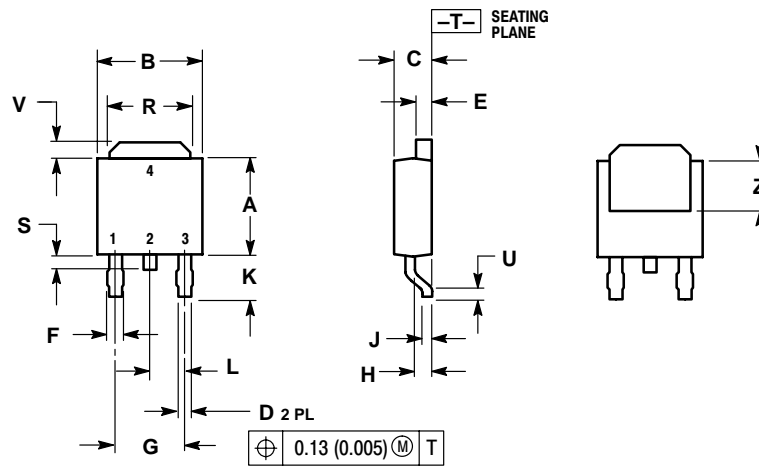 –T– SEATING
PLANE
B
C
R
E
V
4
Z
A
S
1 2 3
U
K
F
J
L
H
D 2 PL
G
⌖ 0.13 (0.005) Ⓜ T